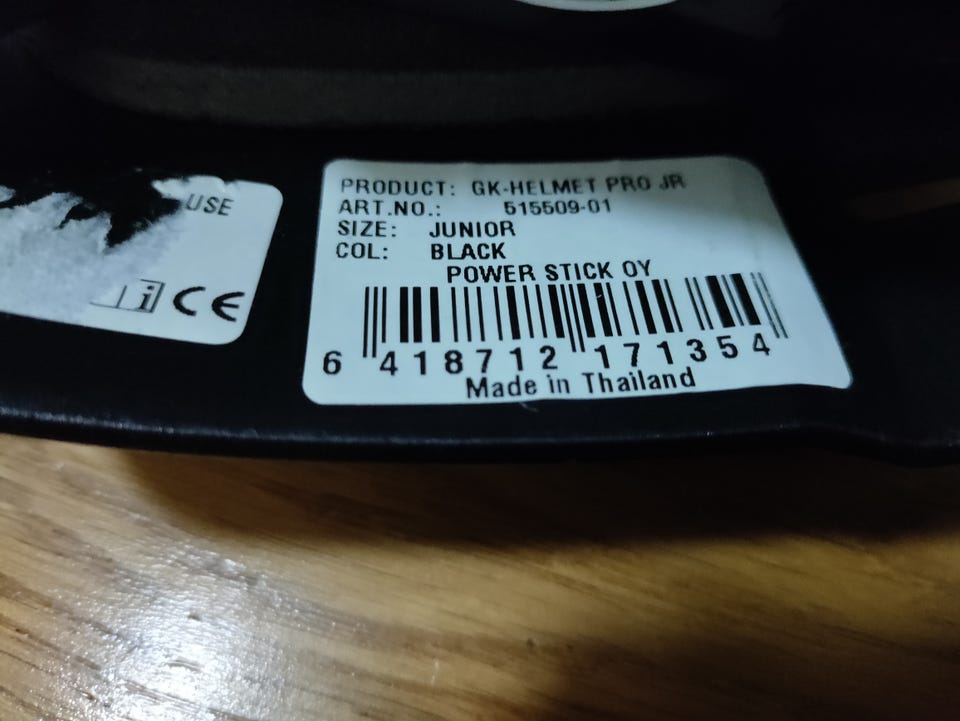 USE
i CE
PRODUCT: GK-HELMET PRO JR
ART.NO.: 515509-01
SIZE: JUNIOR
COL: BLACK
POWER STICK OY
6 418712 171354
Made in Thailand